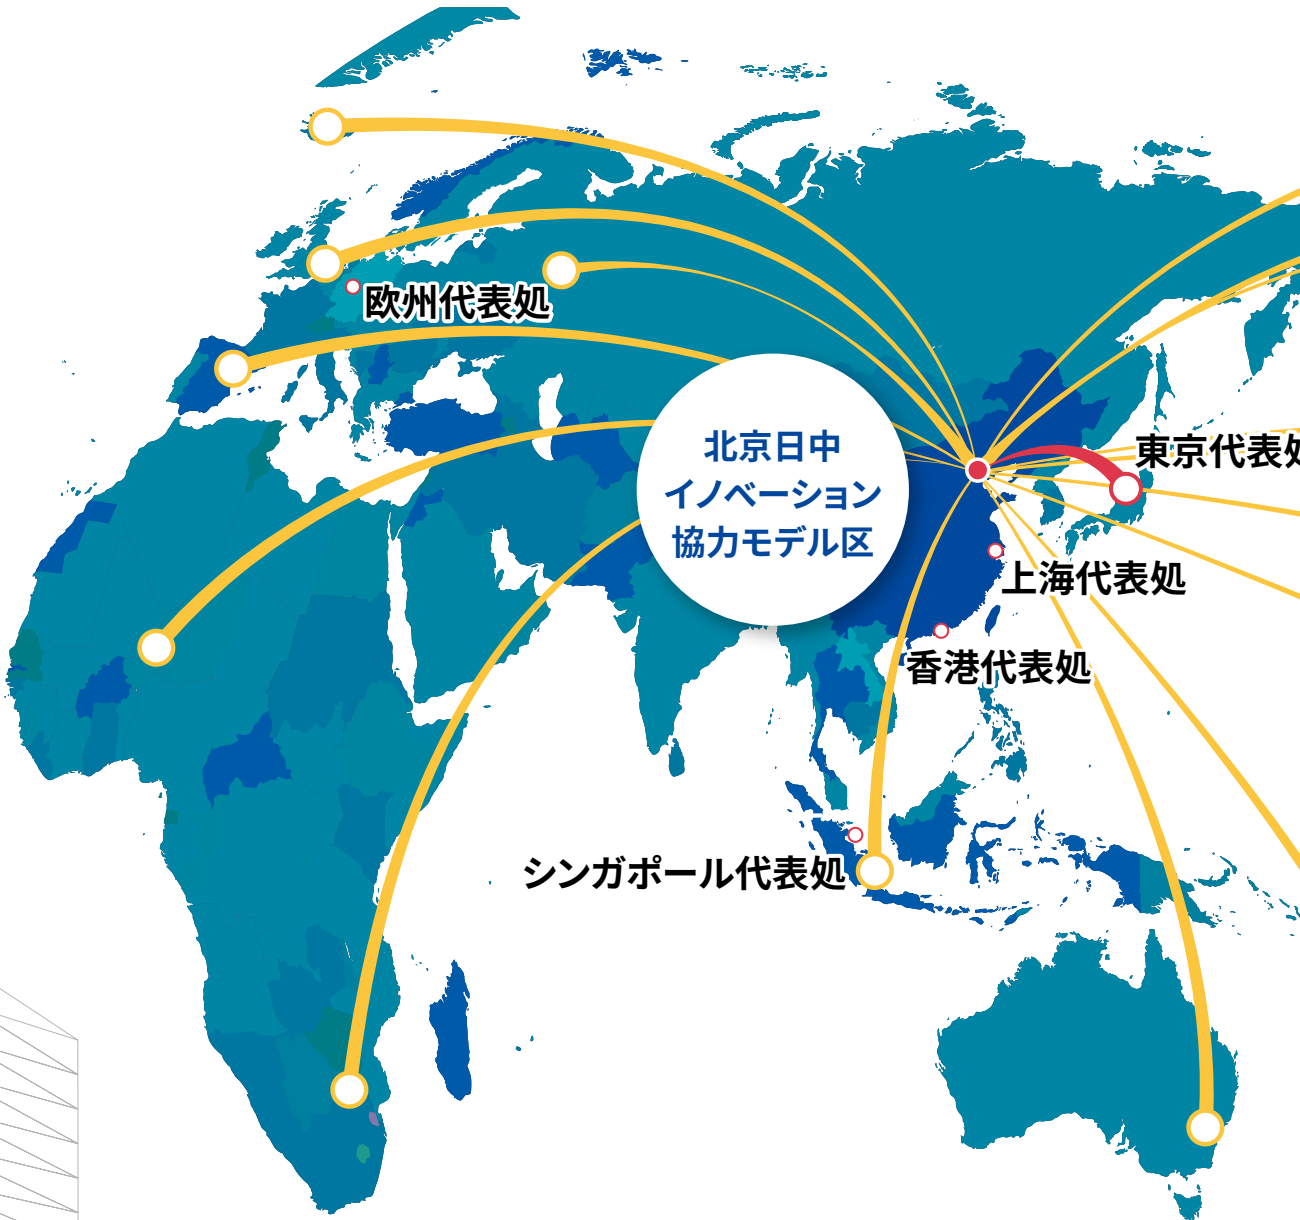 欧州代表処
北京日中
イノベーション
協力モデル区
東京代表処
上海代表処
香港代表処
シンガポール代表処